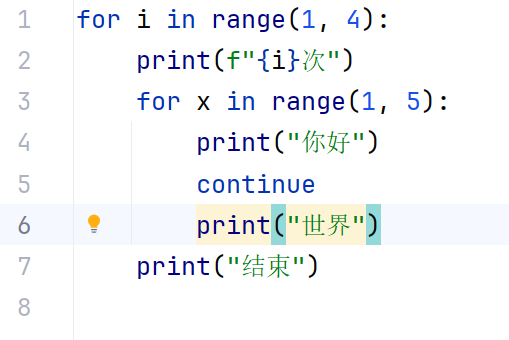 1 for i in range(1, 4):
2     print(f"{i}次")
3     for x in range(1, 5):
4         print("你好")
5         continue
6         print("世界")
7     print("结束")
8